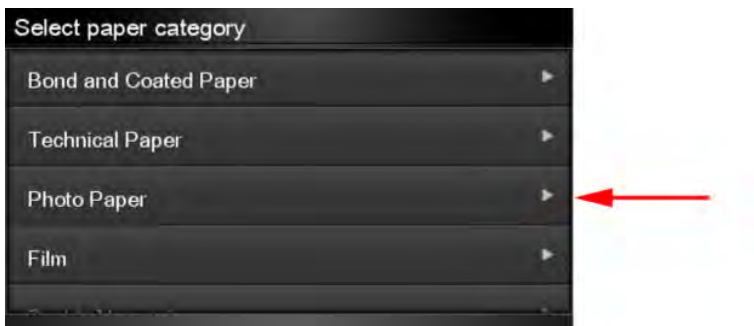 Select paper category
Bond and Coated Paper
Technical Paper
Photo Paper
Film